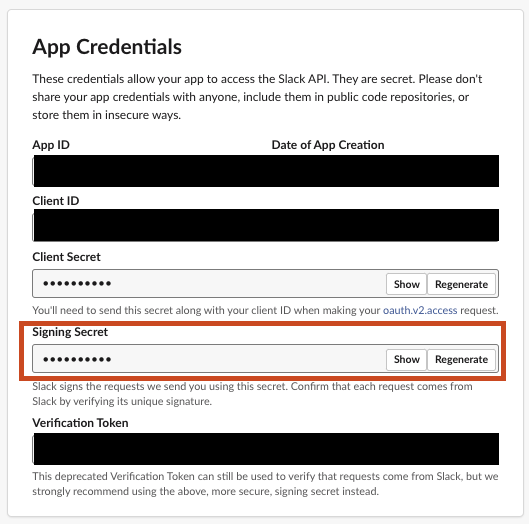 App Credentials
These credentials allow your app to access the Slack API. They are secret. Please don't
share your app credentials with anyone, include them in public code repositories, or
store them in insecure ways.
App ID Date of App Creation
Client ID
Client Secret
•••••••••• Show Regenerate
You'll need to send this secret along with your client ID when making your oauth.v2.access request.
Signing Secret
•••••••••• Show Regenerate
Slack signs the requests we send you using this secret. Confirm that each request comes from
Slack by verifying its unique signature.
Verification Token
This deprecated Verification Token can still be used to verify that requests come from Slack, but we
strongly recommend using the above, more secure, signing secret instead.